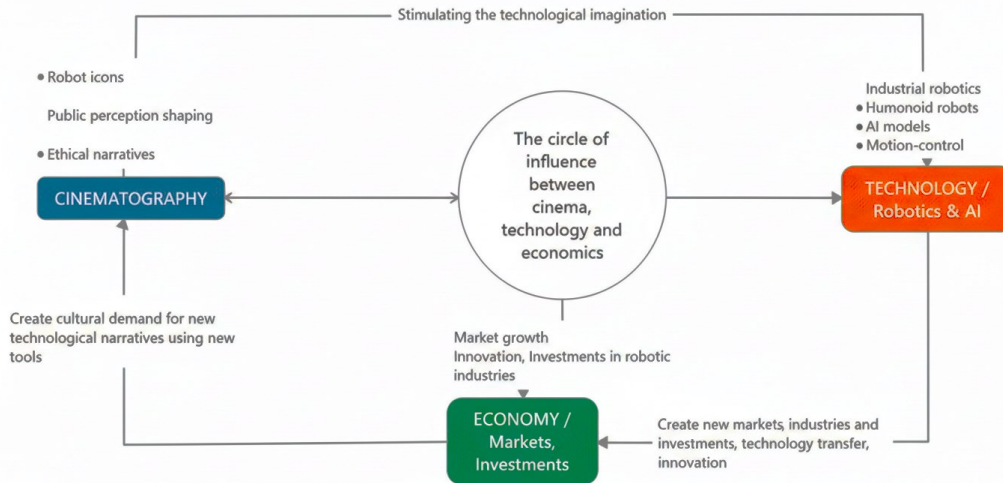 Stimulating the technological imagination
• Robot icons
Public perception shaping
• Ethical narratives
CINEMATOGRAPHY
The circle of
influence
between
cinema,
technology and
economics
Industrial robotics
• Humonoid robots
• AI models
• Motion-control
TECHNOLOGY /
Robotics & AI
Create cultural demand for new
technological narratives using new
tools
Market growth
Innovation, Investments in robotic
industries
ECONOMY /
Markets,
Investments
Create new markets, industries and
investments, technology transfer,
innovation